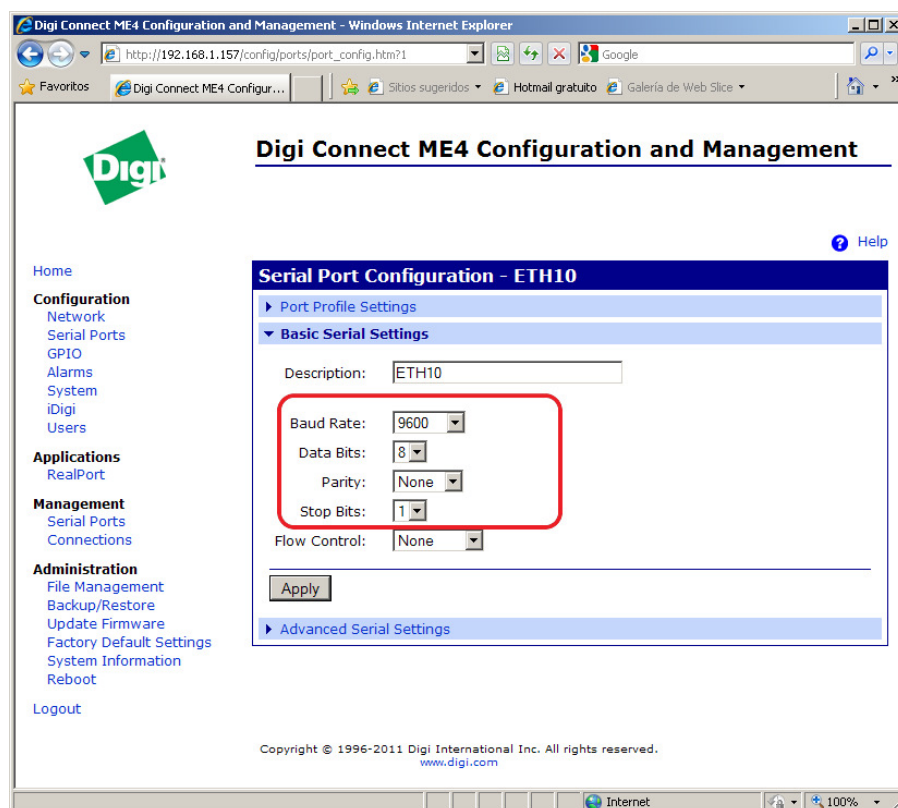 Digi Connect ME4 Configuration and Management - Windows Internet Explorer
http://192.168.1.157/config/ports/port_config.htm?1
Google
Favoritos
Digi Connect ME4 Configur...
Sitios sugeridos
Hotmail gratuito
Galería de Web Slice
»
Digi
Digi Connect ME4 Configuration and Management
Help
Home
Configuration
Network
Serial Ports
GPIO
Alarms
System
iDigi
Users
Applications
RealPort
Management
Serial Ports
Connections
Administration
File Management
Backup/Restore
Update Firmware
Factory Default Settings
System Information
Reboot
Logout
Serial Port Configuration - ETH10
Port Profile Settings
Basic Serial Settings
Description: ETH10
Baud Rate: 9600
Data Bits: 8
Parity: None
Stop Bits: 1
Flow Control: None
Apply
Advanced Serial Settings
Copyright © 1996-2011 Digi International Inc. All rights reserved.
www.digi.com
Internet
100%